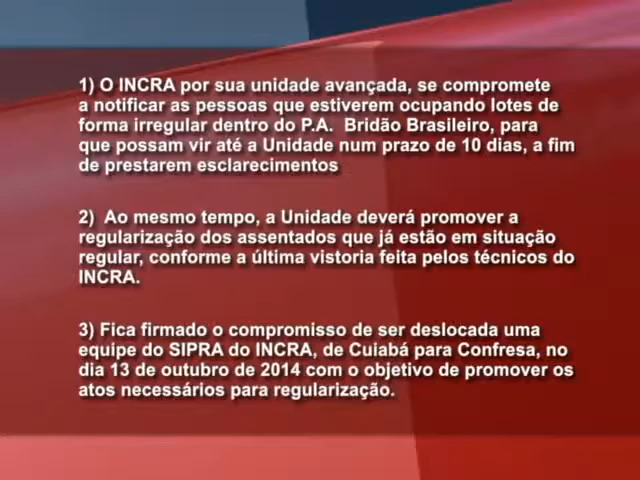 1) O INCRA por sua unidade avançada, se compromete
a notificar as pessoas que estiverem ocupando lotes de
forma irregular dentro do P.A. Bridão Brasileiro, para
que possam vir até a Unidade num prazo de 10 dias, a fim
de prestarem esclarecimentos
2) Ao mesmo tempo, a Unidade deverá promover a
regularização dos assentados que já estão em situação
regular, conforme a última vistoria feita pelos técnicos do
INCRA.
3) Fica firmado o compromisso de ser deslocada uma
equipe do SIPRA do INCRA, de Cuiabá para Confresa, no
dia 13 de outubro de 2014 com o objetivo de promover os
atos necessários para regularização.